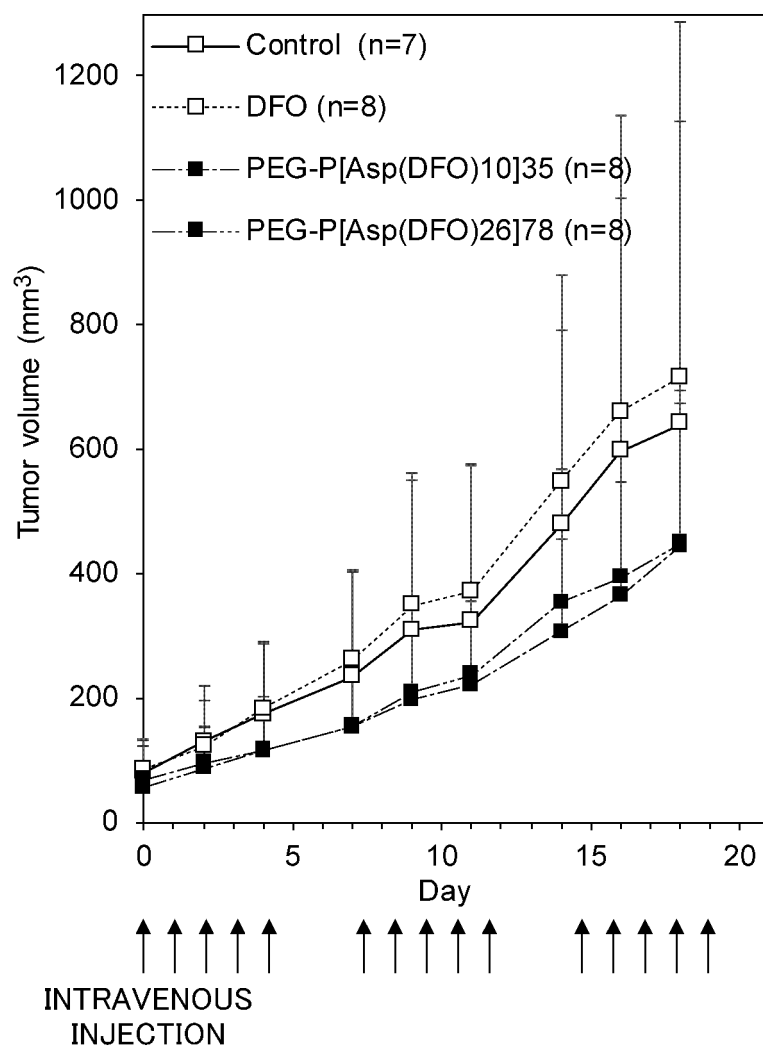 Control (n=7)
DFO (n=8)
PEG-P[Asp(DFO)10]35 (n=8)
PEG-P[Asp(DFO)26]78 (n=8)
Tumor volume (mm³)
1200
1000
800
600
400
200
0
0 5 10 15 20
Day
INTRAVENOUS
INJECTION